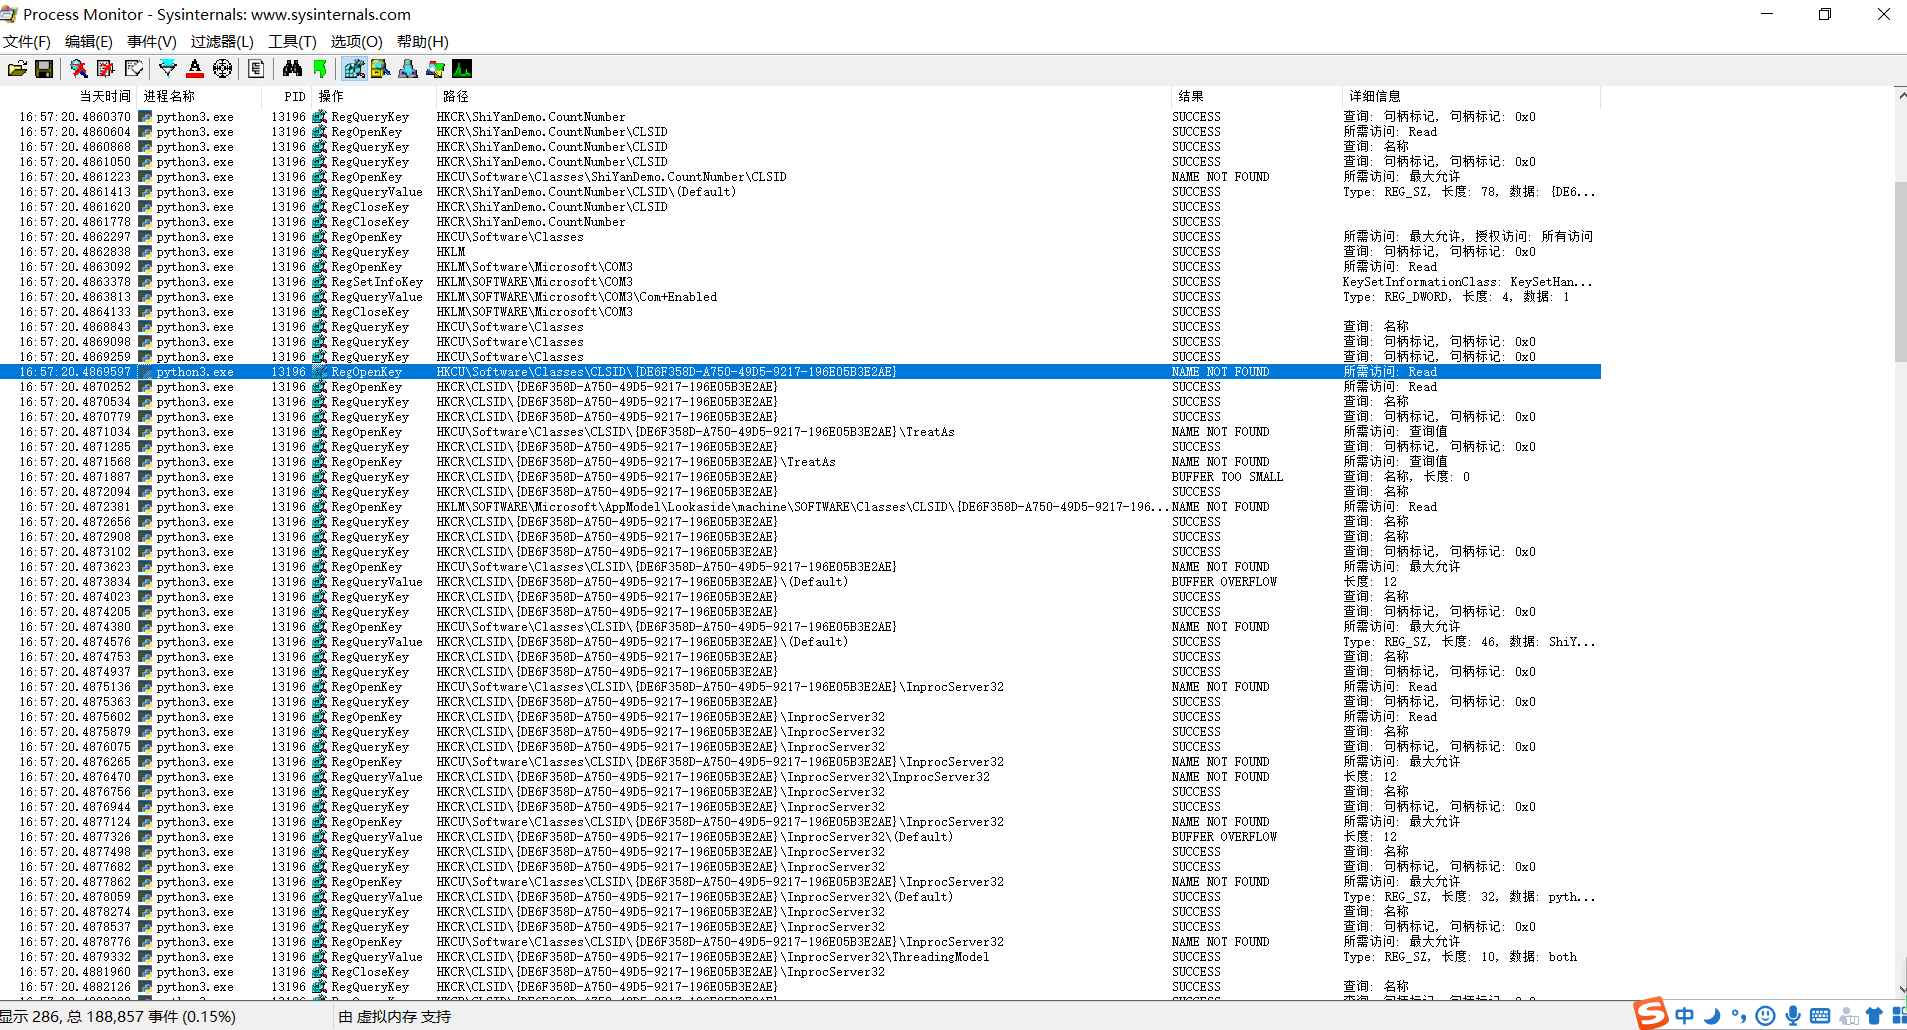 Process Monitor - Sysinternals: www.sysinternals.com
文件(F) 编辑(E) 事件(V) 过滤器(L) 工具(T) 选项(O) 帮助(H)
当天时间 进程名称 PID 操作 路径 结果 详细信息
16:57:20.4860370 python3.exe 13196 RegQueryKey HKCR\ShiYanDemo.CountNumber SUCCESS 查询: 句柄标记, 句柄标记: 0x0
16:57:20.4860604 python3.exe 13196 RegOpenKey HKCR\ShiYanDemo.CountNumber\CLSID SUCCESS 所需访问: Read
16:57:20.4860868 python3.exe 13196 RegQueryKey HKCR\ShiYanDemo.CountNumber\CLSID SUCCESS 查询: 名称
16:57:20.4861050 python3.exe 13196 RegQueryKey HKCR\ShiYanDemo.CountNumber\CLSID SUCCESS 查询: 句柄标记, 句柄标记: 0x0
16:57:20.4861223 python3.exe 13196 RegOpenKey HKCU\Software\Classes\ShiYanDemo.CountNumber\CLSID NAME NOT FOUND 所需访问: 最大允许
16:57:20.4861413 python3.exe 13196 RegQueryValue HKCR\ShiYanDemo.CountNumber\CLSID\(Default) SUCCESS Type: REG_SZ, 长度: 78, 数据: {DE6...
16:57:20.4861620 python3.exe 13196 RegCloseKey HKCR\ShiYanDemo.CountNumber\CLSID SUCCESS
16:57:20.4861778 python3.exe 13196 RegCloseKey HKCR\ShiYanDemo.CountNumber SUCCESS
16:57:20.4862297 python3.exe 13196 RegOpenKey HKCU\Software\Classes SUCCESS 所需访问: 最大允许, 授权访问: 所有访问
16:57:20.4862838 python3.exe 13196 RegQueryKey HKLM SUCCESS 查询: 句柄标记, 句柄标记: 0x0
16:57:20.4863092 python3.exe 13196 RegOpenKey HKLM\Software\Microsoft\COM3 SUCCESS 所需访问: Read
16:57:20.4863378 python3.exe 13196 RegSetInfoKey HKLM\SOFTWARE\Microsoft\COM3 SUCCESS KeySetInformationClass: KeySetHan...
16:57:20.4863813 python3.exe 13196 RegQueryValue HKLM\SOFTWARE\Microsoft\COM3\Com+Enabled SUCCESS Type: REG_DWORD, 长度: 4, 数据: 1
16:57:20.4864133 python3.exe 13196 RegCloseKey HKLM\SOFTWARE\Microsoft\COM3 SUCCESS
16:57:20.4868843 python3.exe 13196 RegQueryKey HKCU\Software\Classes SUCCESS 查询: 名称
16:57:20.4869098 python3.exe 13196 RegQueryKey HKCU\Software\Classes SUCCESS 查询: 句柄标记, 句柄标记: 0x0
16:57:20.4869259 python3.exe 13196 RegQueryKey HKCU\Software\Classes SUCCESS 查询: 句柄标记, 句柄标记: 0x0
16:57:20.4869597 python3.exe 13196 RegOpenKey HKCU\Software\Classes\CLSID\{DE6F358D-A750-49D5-9217-196E05B3E2AE} NAME NOT FOUND 所需访问: Read
16:57:20.4870252 python3.exe 13196 RegOpenKey HKCR\CLSID\{DE6F358D-A750-49D5-9217-196E05B3E2AE} SUCCESS 所需访问: Read
16:57:20.4870534 python3.exe 13196 RegQueryKey HKCR\CLSID\{DE6F358D-A750-49D5-9217-196E05B3E2AE} SUCCESS 查询: 名称
16:57:20.4870779 python3.exe 13196 RegQueryKey HKCR\CLSID\{DE6F358D-A750-49D5-9217-196E05B3E2AE} SUCCESS 查询: 句柄标记, 句柄标记: 0x0
16:57:20.4871034 python3.exe 13196 RegOpenKey HKCU\Software\Classes\CLSID\{DE6F358D-A750-49D5-9217-196E05B3E2AE}\TreatAs NAME NOT FOUND 所需访问: 查询值
16:57:20.4871285 python3.exe 13196 RegQueryKey HKCR\CLSID\{DE6F358D-A750-49D5-9217-196E05B3E2AE} SUCCESS 查询: 句柄标记, 句柄标记: 0x0
16:57:20.4871568 python3.exe 13196 RegOpenKey HKCR\CLSID\{DE6F358D-A750-49D5-9217-196E05B3E2AE}\TreatAs NAME NOT FOUND 所需访问: 查询值
16:57:20.4871887 python3.exe 13196 RegQueryKey HKCR\CLSID\{DE6F358D-A750-49D5-9217-196E05B3E2AE} BUFFER TOO SMALL 查询: 名称, 长度: 0
16:57:20.4872094 python3.exe 13196 RegQueryKey HKCR\CLSID\{DE6F358D-A750-49D5-9217-196E05B3E2AE} SUCCESS 查询: 名称
16:57:20.4872381 python3.exe 13196 RegOpenKey HKLM\SOFTWARE\Microsoft\AppModel\Lookaside\machine\SOFTWARE\Classes\CLSID\{DE6F358D-A750-49D5-9217-196... NAME NOT FOUND 所需访问: Read
16:57:20.4872656 python3.exe 13196 RegQueryKey HKCR\CLSID\{DE6F358D-A750-49D5-9217-196E05B3E2AE} SUCCESS 查询: 名称
16:57:20.4872908 python3.exe 13196 RegQueryKey HKCR\CLSID\{DE6F358D-A750-49D5-9217-196E05B3E2AE} SUCCESS 查询: 名称
16:57:20.4873102 python3.exe 13196 RegQueryKey HKCR\CLSID\{DE6F358D-A750-49D5-9217-196E05B3E2AE} SUCCESS 查询: 句柄标记, 句柄标记: 0x0
16:57:20.4873623 python3.exe 13196 RegOpenKey HKCU\Software\Classes\CLSID\{DE6F358D-A750-49D5-9217-196E05B3E2AE} NAME NOT FOUND 所需访问: 最大允许
16:57:20.4873834 python3.exe 13196 RegQueryValue HKCR\CLSID\{DE6F358D-A750-49D5-9217-196E05B3E2AE}\(Default) BUFFER OVERFLOW 长度: 12
16:57:20.4874023 python3.exe 13196 RegQueryKey HKCR\CLSID\{DE6F358D-A750-49D5-9217-196E05B3E2AE} SUCCESS 查询: 名称
16:57:20.4874205 python3.exe 13196 RegQueryKey HKCR\CLSID\{DE6F358D-A750-49D5-9217-196E05B3E2AE} SUCCESS 查询: 句柄标记, 句柄标记: 0x0
16:57:20.4874380 python3.exe 13196 RegOpenKey HKCU\Software\Classes\CLSID\{DE6F358D-A750-49D5-9217-196E05B3E2AE} NAME NOT FOUND 所需访问: 最大允许
16:57:20.4874576 python3.exe 13196 RegQueryValue HKCR\CLSID\{DE6F358D-A750-49D5-9217-196E05B3E2AE}\(Default) SUCCESS Type: REG_SZ, 长度: 46, 数据: ShiY...
16:57:20.4874753 python3.exe 13196 RegQueryKey HKCR\CLSID\{DE6F358D-A750-49D5-9217-196E05B3E2AE} SUCCESS 查询: 名称
16:57:20.4874937 python3.exe 13196 RegQueryKey HKCR\CLSID\{DE6F358D-A750-49D5-9217-196E05B3E2AE} SUCCESS 查询: 句柄标记, 句柄标记: 0x0
16:57:20.4875136 python3.exe 13196 RegOpenKey HKCU\Software\Classes\CLSID\{DE6F358D-A750-49D5-9217-196E05B3E2AE}\InprocServer32 NAME NOT FOUND 所需访问: Read
16:57:20.4875363 python3.exe 13196 RegQueryKey HKCR\CLSID\{DE6F358D-A750-49D5-9217-196E05B3E2AE} SUCCESS 查询: 句柄标记, 句柄标记: 0x0
16:57:20.4875602 python3.exe 13196 RegOpenKey HKCR\CLSID\{DE6F358D-A750-49D5-9217-196E05B3E2AE}\InprocServer32 SUCCESS 所需访问: Read
16:57:20.4875879 python3.exe 13196 RegQueryKey HKCR\CLSID\{DE6F358D-A750-49D5-9217-196E05B3E2AE}\InprocServer32 SUCCESS 查询: 名称
16:57:20.4876075 python3.exe 13196 RegQueryKey HKCR\CLSID\{DE6F358D-A750-49D5-9217-196E05B3E2AE}\InprocServer32 SUCCESS 查询: 句柄标记, 句柄标记: 0x0
16:57:20.4876265 python3.exe 13196 RegOpenKey HKCU\Software\Classes\CLSID\{DE6F358D-A750-49D5-9217-196E05B3E2AE}\InprocServer32 NAME NOT FOUND 所需访问: 最大允许
16:57:20.4876470 python3.exe 13196 RegQueryValue HKCR\CLSID\{DE6F358D-A750-49D5-9217-196E05B3E2AE}\InprocServer32\InprocServer32 NAME NOT FOUND 长度: 12
16:57:20.4876756 python3.exe 13196 RegQueryKey HKCR\CLSID\{DE6F358D-A750-49D5-9217-196E05B3E2AE}\InprocServer32 SUCCESS 查询: 名称
16:57:20.4876944 python3.exe 13196 RegQueryKey HKCR\CLSID\{DE6F358D-A750-49D5-9217-196E05B3E2AE}\InprocServer32 SUCCESS 查询: 句柄标记, 句柄标记: 0x0
16:57:20.4877124 python3.exe 13196 RegOpenKey HKCU\Software\Classes\CLSID\{DE6F358D-A750-49D5-9217-196E05B3E2AE}\InprocServer32 NAME NOT FOUND 所需访问: 最大允许
16:57:20.4877326 python3.exe 13196 RegQueryValue HKCR\CLSID\{DE6F358D-A750-49D5-9217-196E05B3E2AE}\InprocServer32\(Default) BUFFER OVERFLOW 长度: 12
16:57:20.4877498 python3.exe 13196 RegQueryKey HKCR\CLSID\{DE6F358D-A750-49D5-9217-196E05B3E2AE}\InprocServer32 SUCCESS 查询: 名称
16:57:20.4877682 python3.exe 13196 RegQueryKey HKCR\CLSID\{DE6F358D-A750-49D5-9217-196E05B3E2AE}\InprocServer32 SUCCESS 查询: 句柄标记, 句柄标记: 0x0
16:57:20.4877862 python3.exe 13196 RegOpenKey HKCU\Software\Classes\CLSID\{DE6F358D-A750-49D5-9217-196E05B3E2AE}\InprocServer32 NAME NOT FOUND 所需访问: 最大允许
16:57:20.4878059 python3.exe 13196 RegQueryValue HKCR\CLSID\{DE6F358D-A750-49D5-9217-196E05B3E2AE}\InprocServer32\(Default) SUCCESS Type: REG_SZ, 长度: 32, 数据: pyth...
16:57:20.4878274 python3.exe 13196 RegQueryKey HKCR\CLSID\{DE6F358D-A750-49D5-9217-196E05B3E2AE}\InprocServer32 SUCCESS 查询: 名称
16:57:20.4878537 python3.exe 13196 RegQueryKey HKCR\CLSID\{DE6F358D-A750-49D5-9217-196E05B3E2AE}\InprocServer32 SUCCESS 查询: 句柄标记, 句柄标记: 0x0
16:57:20.4878776 python3.exe 13196 RegOpenKey HKCU\Software\Classes\CLSID\{DE6F358D-A750-49D5-9217-196E05B3E2AE}\InprocServer32 NAME NOT FOUND 所需访问: 最大允许
16:57:20.4879332 python3.exe 13196 RegQueryValue HKCR\CLSID\{DE6F358D-A750-49D5-9217-196E05B3E2AE}\InprocServer32\ThreadingModel SUCCESS Type: REG_SZ, 长度: 10, 数据: both
16:57:20.4881960 python3.exe 13196 RegCloseKey HKCR\CLSID\{DE6F358D-A750-49D5-9217-196E05B3E2AE}\InprocServer32 SUCCESS
16:57:20.4882126 python3.exe 13196 RegQueryKey HKCR\CLSID\{DE6F358D-A750-49D5-9217-196E05B3E2AE} SUCCESS 查询: 名称
显示 286, 总 188,857 事件 (0.15%) 由 虚拟内存 支持
中